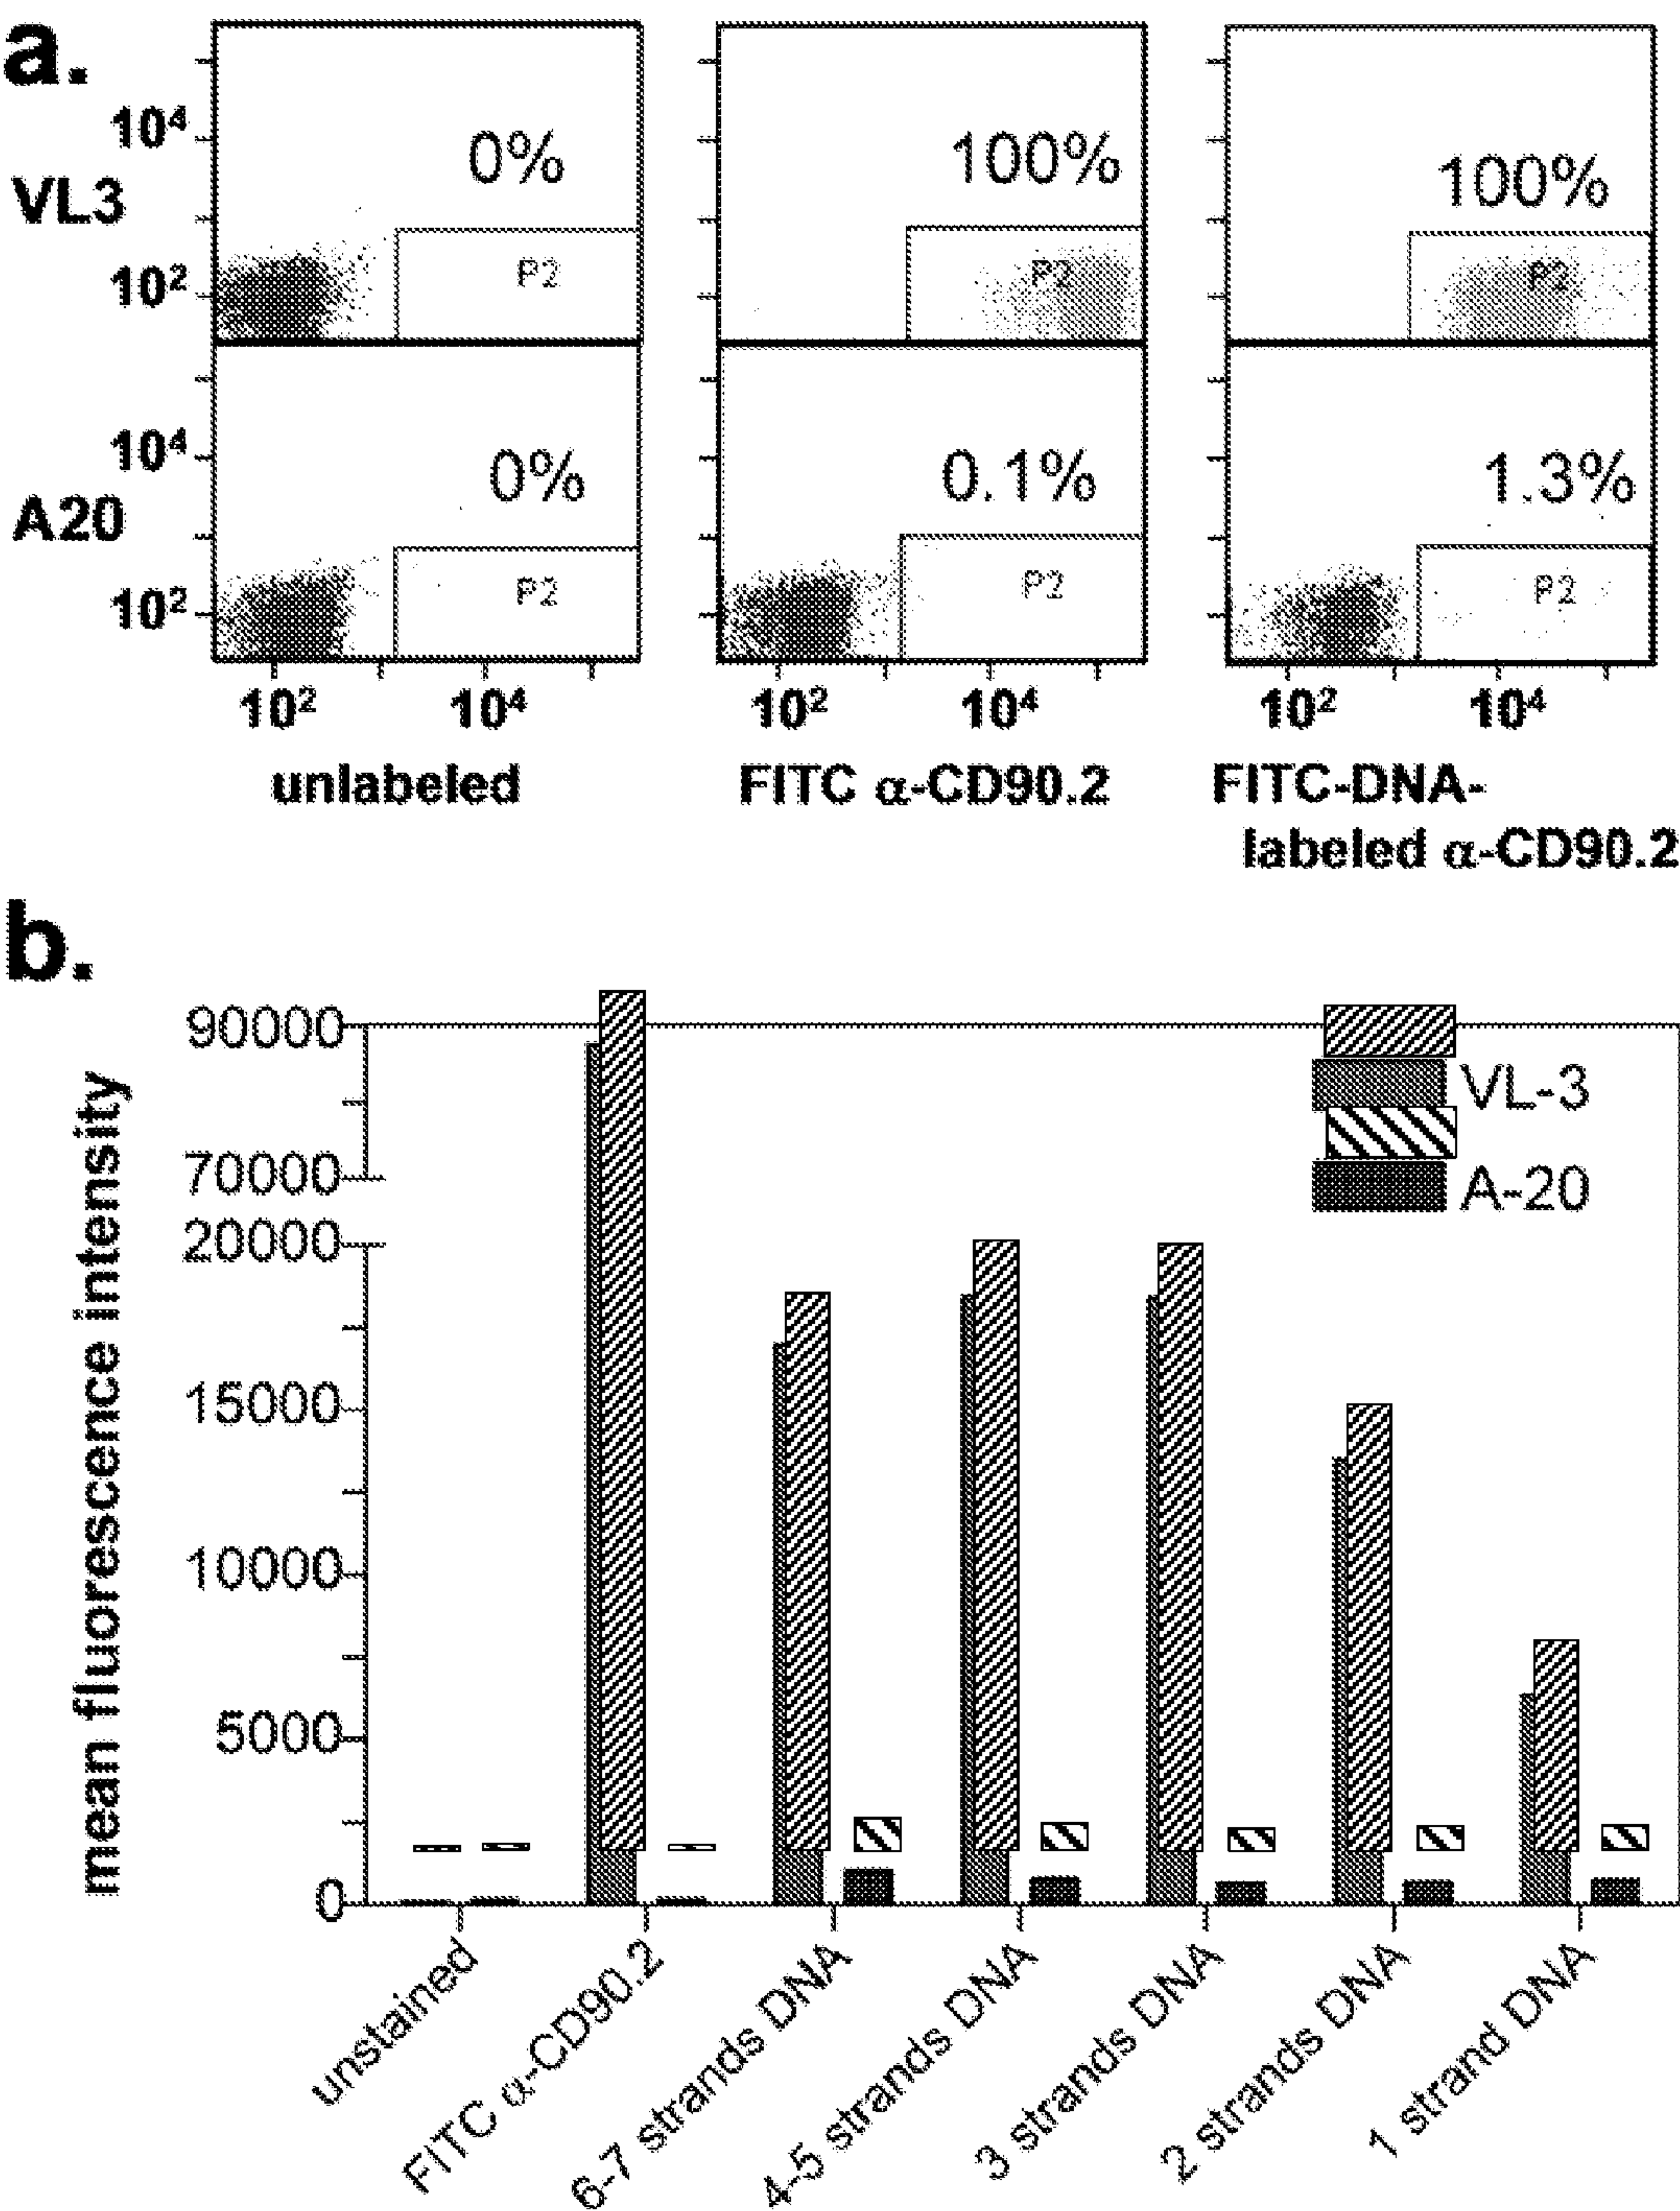 a.
VL3
10⁴
10²
0%
P2
100%
P2
100%
P2
A20
10⁴
10²
0%
P2
0.1%
P2
1.3%
P2
10² 10⁴
10² 10⁴
10² 10⁴
unlabeled
FITC α-CD90.2
FITC-DNA-
labeled α-CD90.2
b.
mean fluorescence intensity
90000
70000
20000
15000
10000
5000
0
VL-3
A-20
unstained
FITC α-CD90.2
6-7 strands DNA
4-5 strands DNA
3 strands DNA
2 strands DNA
1 strand DNA